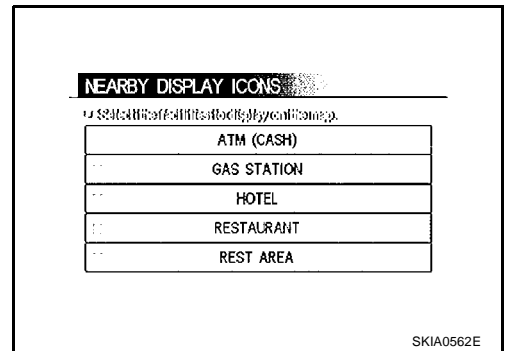 NEARBY DISPLAY ICONS
ATM (CASH)
GAS STATION
HOTEL
RESTAURANT
REST AREA
SKIA0562E